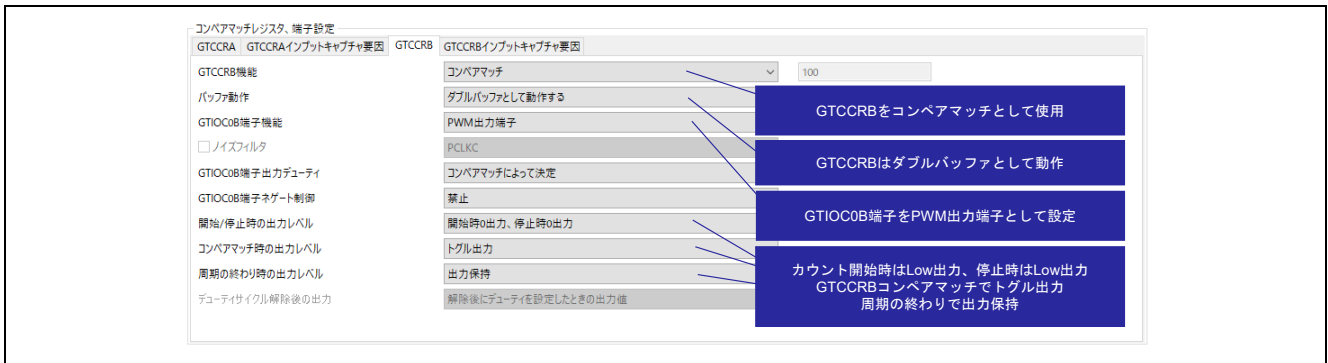 コンペアマッチレジスタ、端子設定
GTCCRA GTCCRAインプットキャプチャ要因 GTCCRB GTCCRBインプットキャプチャ要因
GTCCRB機能 コンペアマッチ 100
バッファ動作 ダブルバッファとして動作する
GTCCRBをコンペアマッチとして使用
GTIOC0B端子機能 PWM出力端子
ノイズフィルタ PCLKC
GTCCRBはダブルバッファとして動作
GTIOC0B端子出力デューティ コンペアマッチによって決定
GTIOC0B端子ネゲート制御 禁止
GTIOC0B端子をPWM出力端子として設定
開始/停止時の出力レベル 開始時0出力、停止時0出力
コンペアマッチ時の出力レベル トグル出力
周期の終わり時の出力レベル 出力保持
カウント開始時はLow出力、停止時はLow出力
GTCCRBコンペアマッチでトグル出力
周期の終わりで出力保持
デューティサイクル解除後の出力 解除後にデューティを設定したときの出力値